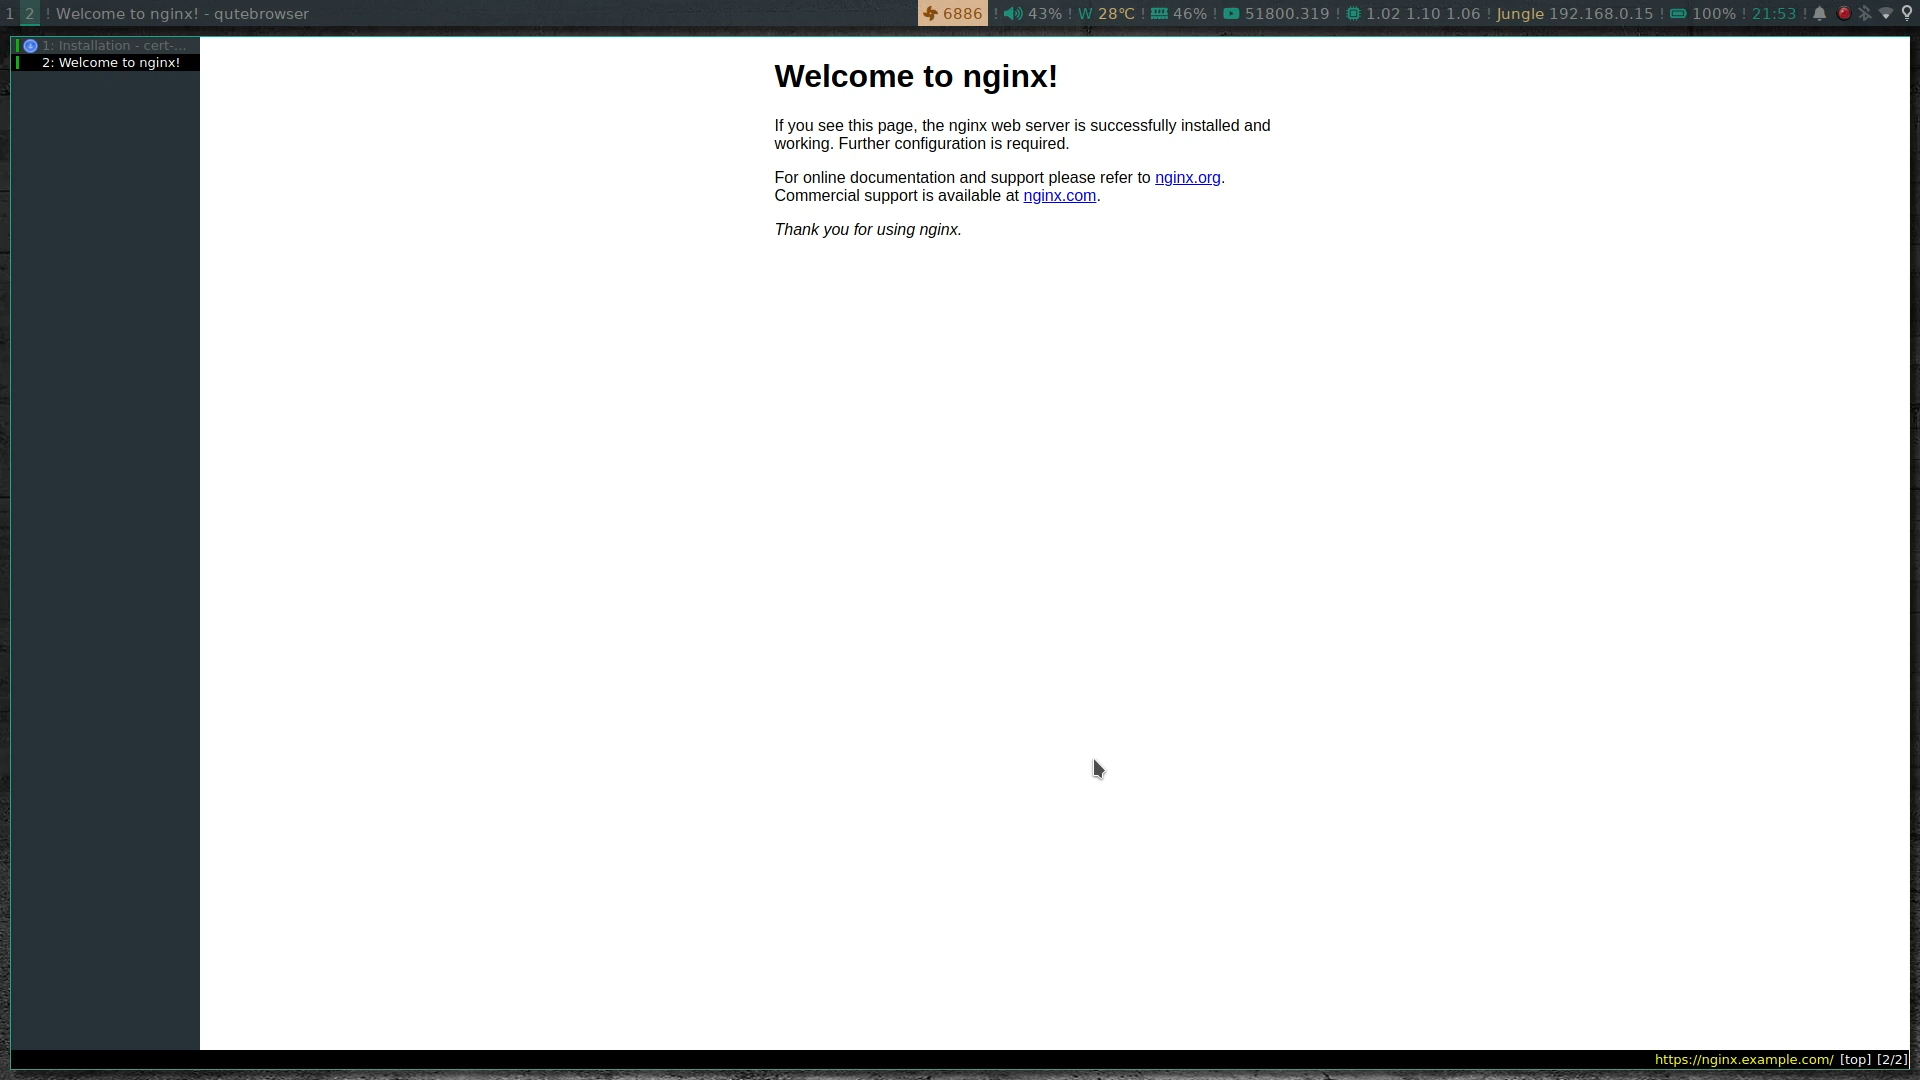 1 2 ! Welcome to nginx! - qutebrowser 6886 ! 43% ! W 28°C ! 46% ! 51800.319 ! 1.02 1.10 1.06 ! Jungle 192.168.0.15 ! 100% ! 21:53 !
1: Installation - cert-...
2: Welcome to nginx!
Welcome to nginx!
If you see this page, the nginx web server is successfully installed and
working. Further configuration is required.
For online documentation and support please refer to nginx.org.
Commercial support is available at nginx.com.
Thank you for using nginx.
https://nginx.example.com/ [top] [2/2]